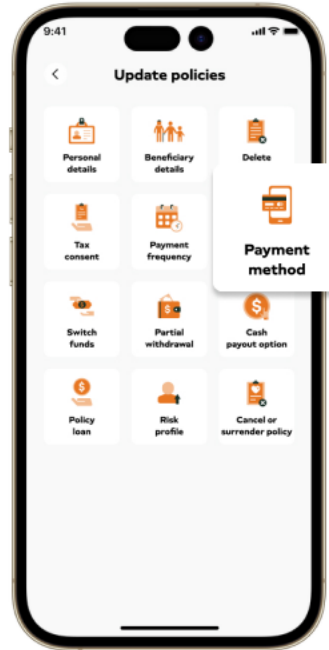 9:41
Update policies
Personal
details
Beneficiary
details
Delete
Tax
consent
Payment
frequency
Payment
method
Switch
funds
Partial
withdrawal
Cash
payout option
Policy
loan
Risk
profile
Cancel or
surrender policy